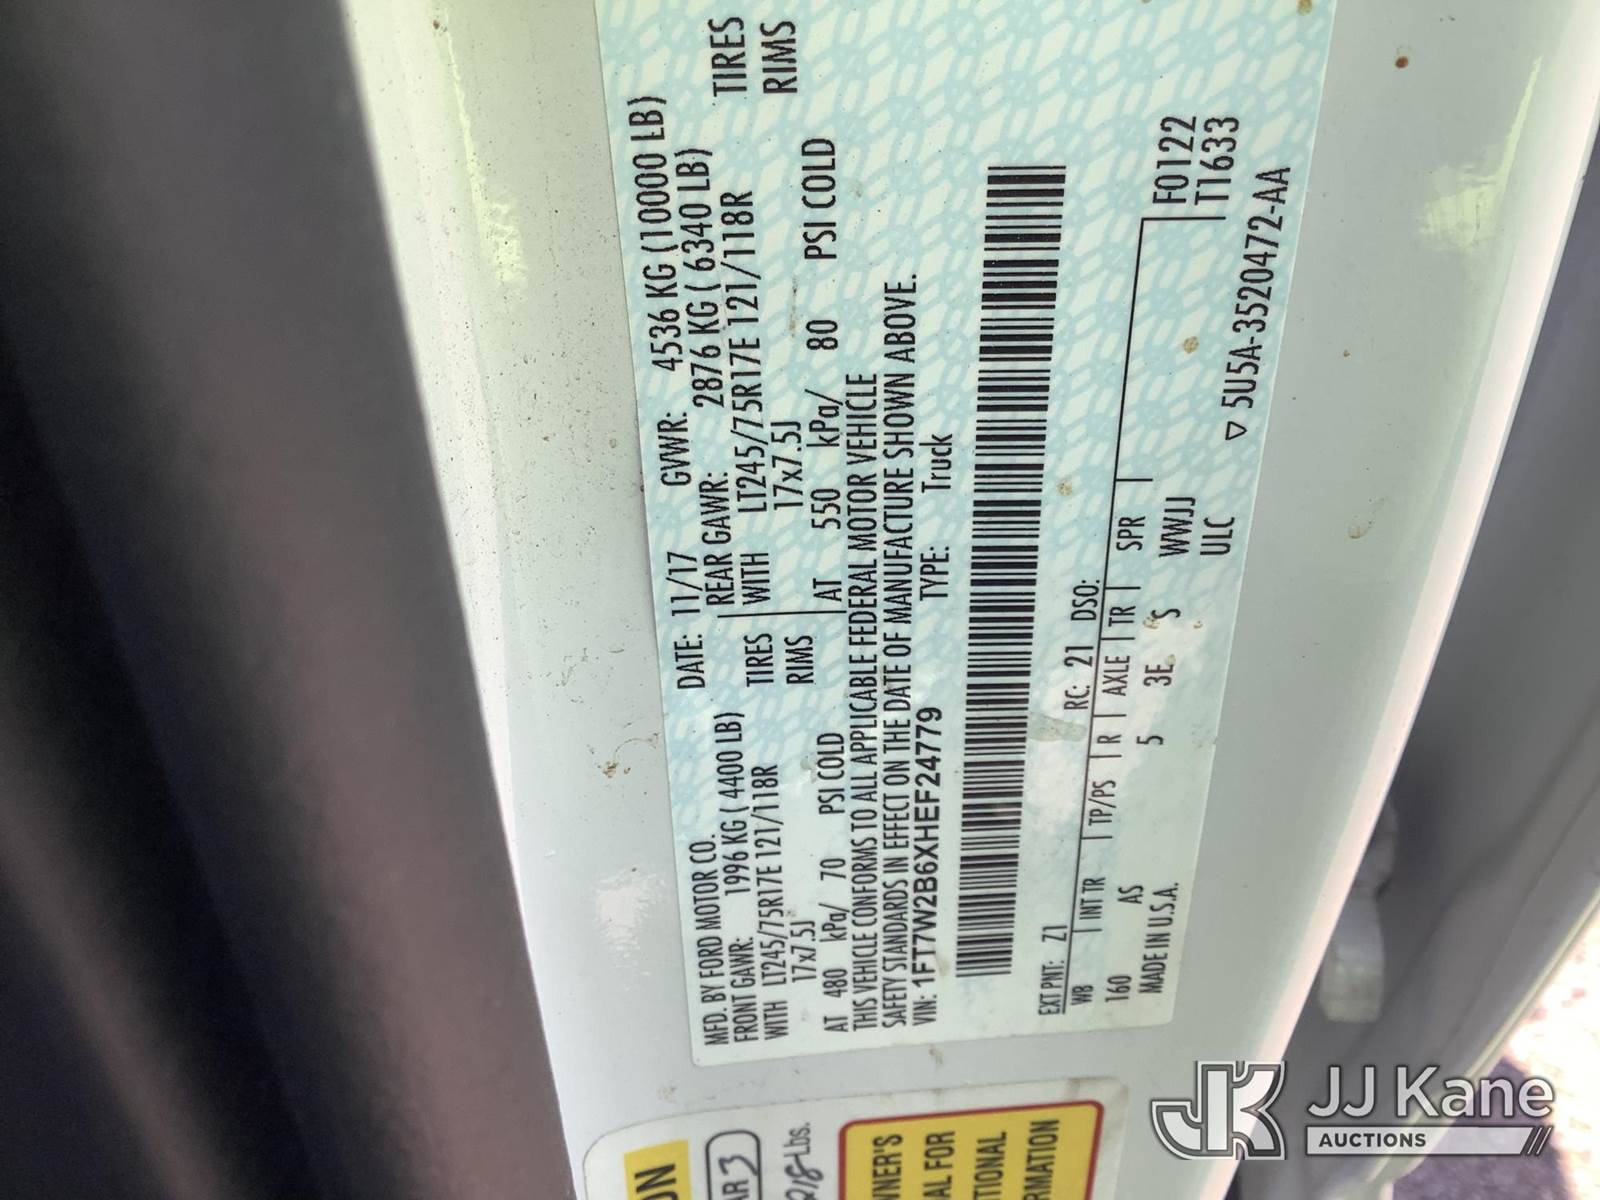 MFD. BY FORD MOTOR CO.
DATE: 11/17 GVWR: 4536 KG (10000 LB)
FRONT GAWR: 1996 KG ( 4400 LB)
REAR GAWR: 2876 KG ( 6340 LB)
WITH LT245/75R17E 121/118R TIRES
WITH LT245/75R17E 121/118R TIRES
17x7.5J RIMS
17x7.5J RIMS
AT 480 kPa/ 70 PSI COLD
AT 550 kPa/ 80 PSI COLD
THIS VEHICLE CONFORMS TO ALL APPLICABLE FEDERAL MOTOR VEHICLE
SAFETY STANDARDS IN EFFECT ON THE DATE OF MANUFACTURE SHOWN ABOVE.
VIN: 1FT7W2B6XHEF24779 TYPE: Truck
EXT PNT: Z1 RC: 21 DSO:
WB INT TR TP/PS R AXLE TR SPR F0122
160 AS 5 3E S WWJJ T1633
MADE IN U.S.A. ULC
▽ 5U5A-3520472-AA
3
Lbs.
JJ Kane
AUCTIONS